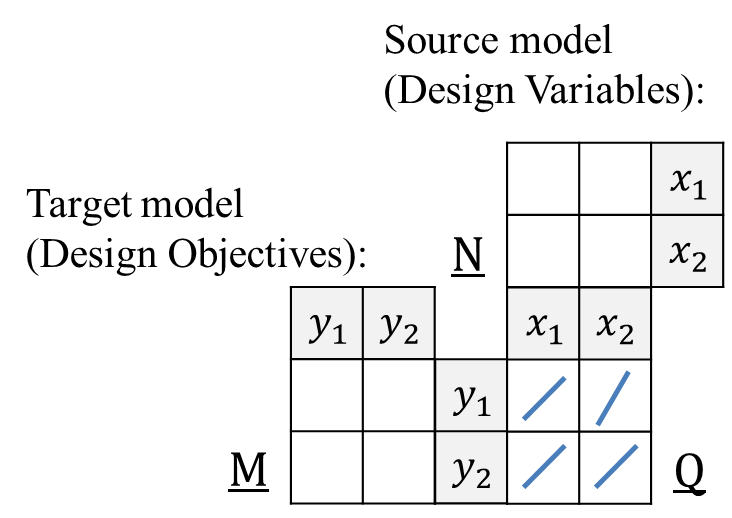 Source model
(Design Variables):
x₁
Target model
(Design Objectives):
N
x₂
y₁ y₂ x₁ x₂
y₁
M y₂ Q